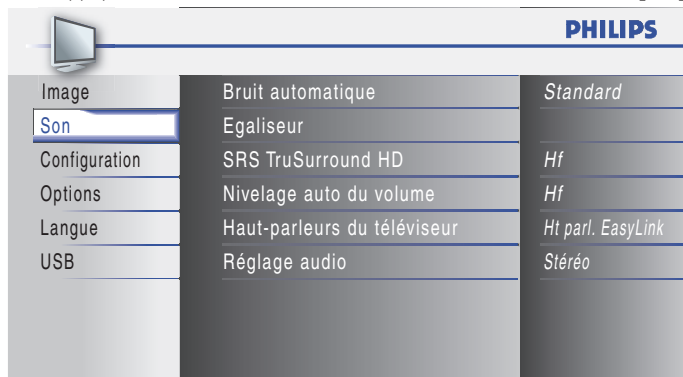 PHILIPS
Image
Bruit automatique
Standard
Son
Egaliseur
Configuration
SRS TruSurround HD
Hf
Options
Nivelage auto du volume
Hf
Langue
Haut-parleurs du téléviseur
Ht parl. EasyLink
USB
Réglage audio
Stéréo